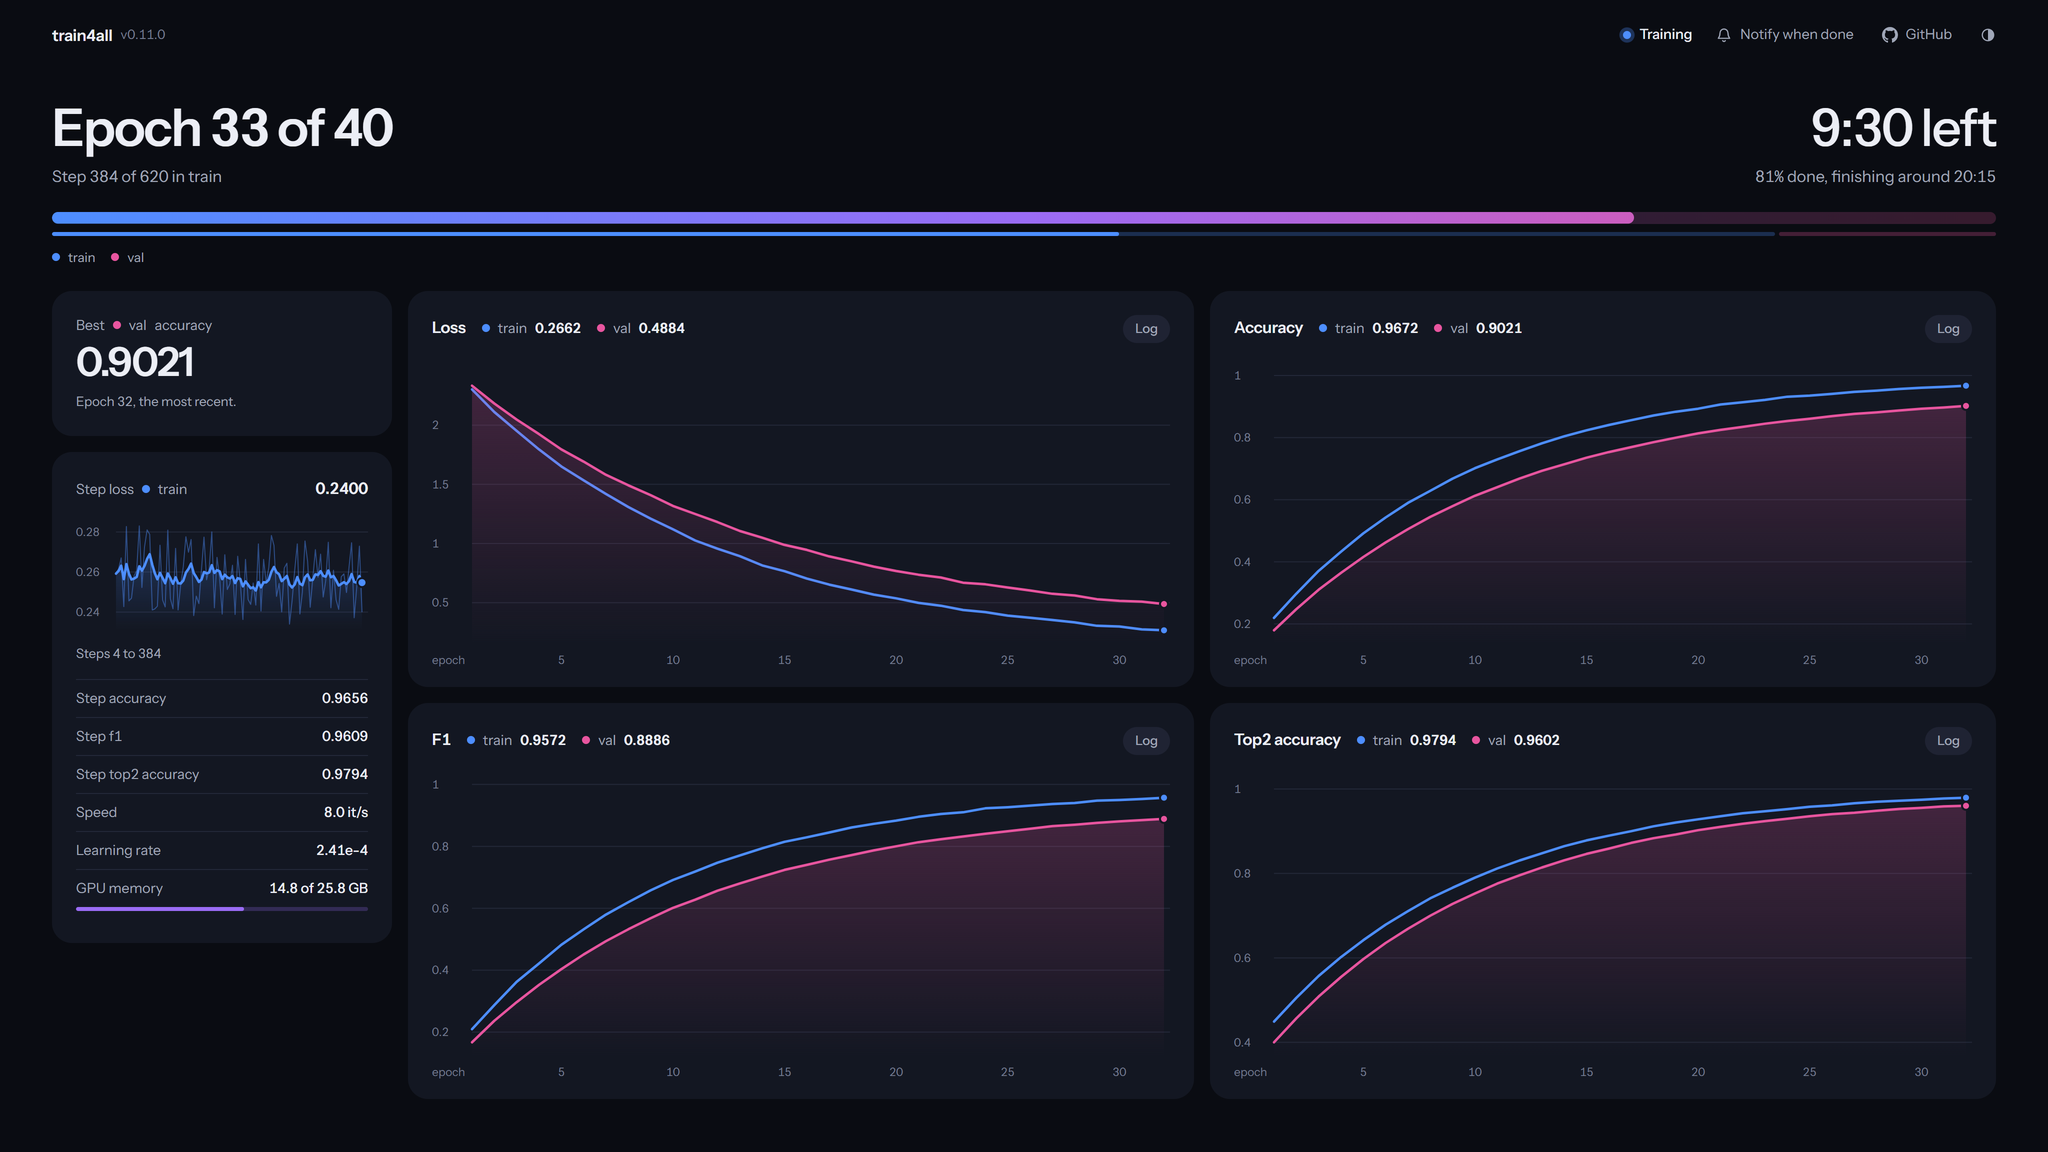 train4all v0.11.0
Training
Notify when done
GitHub
Epoch 33 of 40
9:30 left
Step 384 of 620 in train
81% done, finishing around 20:15
train val
Best val accuracy
0.9021
Epoch 32, the most recent.
Step loss train 0.2400
0.28
0.26
0.24
Steps 4 to 384
Step accuracy 0.9656
Step f1 0.9609
Step top2 accuracy 0.9794
Speed 8.0 it/s
Learning rate 2.41e-4
GPU memory 14.8 of 25.8 GB
Loss train 0.2662 val 0.4884 Log
2
1.5
1
0.5
epoch 5 10 15 20 25 30
Accuracy train 0.9672 val 0.9021 Log
1
0.8
0.6
0.4
0.2
epoch 5 10 15 20 25 30
F1 train 0.9572 val 0.8886 Log
1
0.8
0.6
0.4
0.2
epoch 5 10 15 20 25 30
Top2 accuracy train 0.9794 val 0.9602 Log
1
0.8
0.6
0.4
epoch 5 10 15 20 25 30